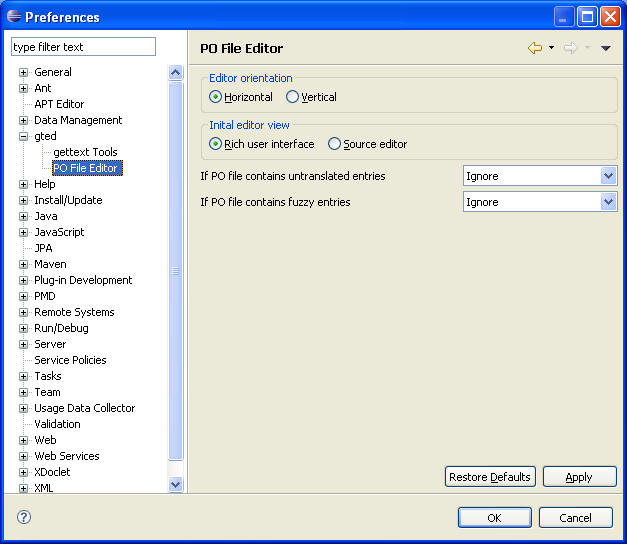 Preferences
type filter text
General
Ant
APT Editor
Data Management
gted
gettext Tools
PO File Editor
Help
Install/Update
Java
JavaScript
JPA
Maven
Plug-in Development
PMD
Remote Systems
Run/Debug
Server
Service Policies
Tasks
Team
Usage Data Collector
Validation
Web
Web Services
XDoclet
XML
PO File Editor
Editor orientation
Horizontal Vertical
Inital editor view
Rich user interface Source editor
If PO file contains untranslated entries Ignore
If PO file contains fuzzy entries Ignore
Restore Defaults Apply
? OK Cancel